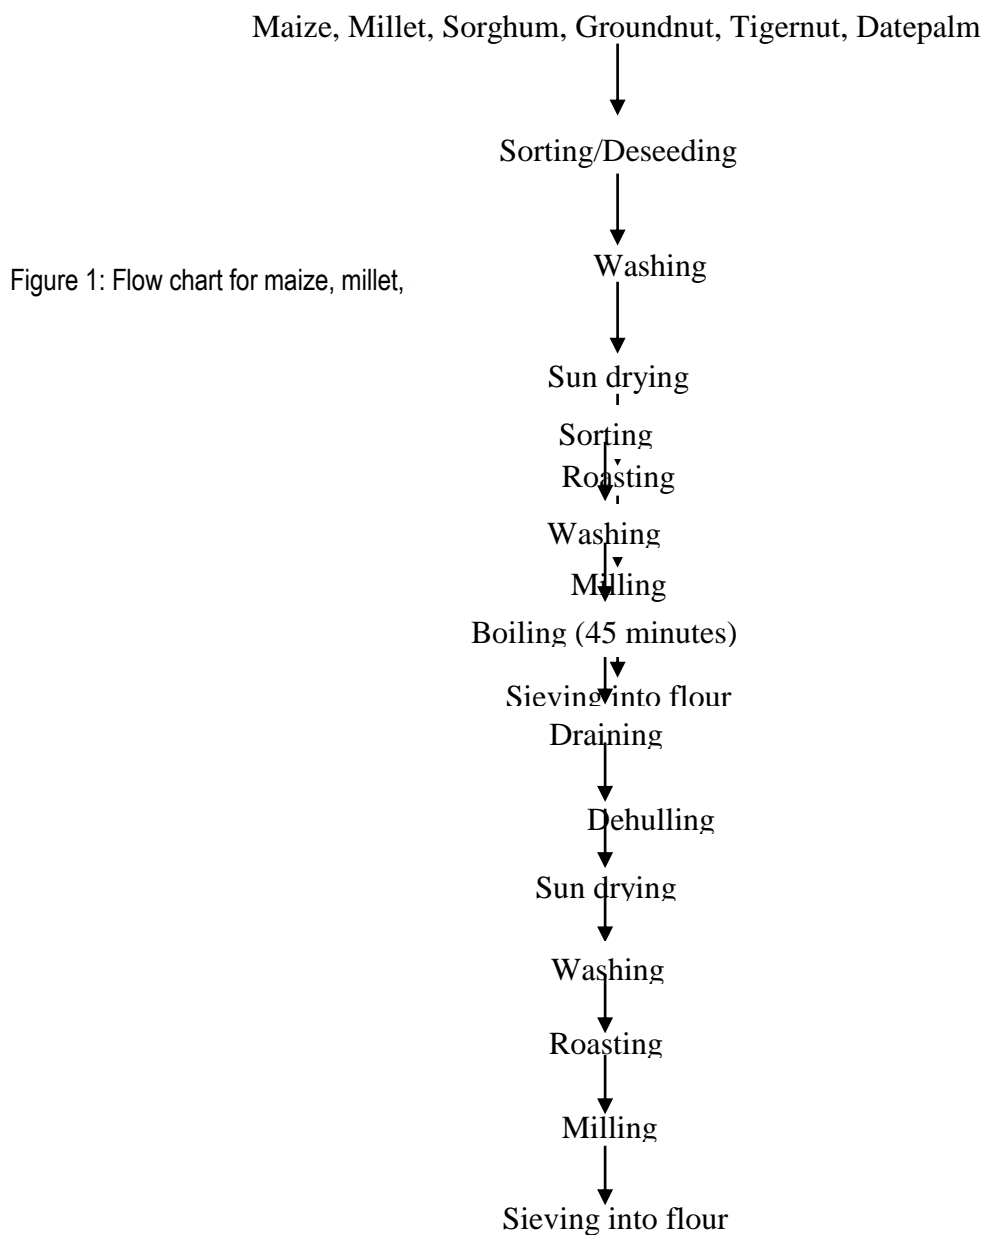 Maize, Millet, Sorghum, Groundnut, Tigernut, Datepalm
Sorting/Deseeding
Washing
Figure 1: Flow chart for maize, millet,
Sun drying
Sorting
Roasting
Washing
Milling
Boiling (45 minutes)
Sieving into flour
Draining
Dehulling
Sun drying
Washing
Roasting
Milling
Sieving into flour